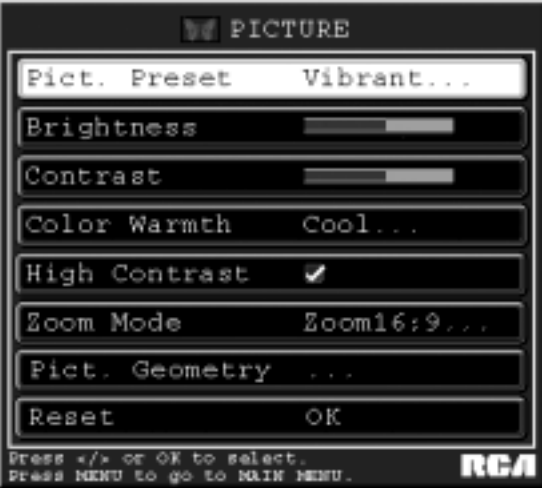 PICTURE
Pict. Preset Vibrant...
Brightness
Contrast
Color Warmth Cool...
High Contrast
Zoom Mode Zoom16:9...
Pict. Geometry ...
Reset OK
Press </> or OK to select.
Press MENU to go to MAIN MENU.
RCA